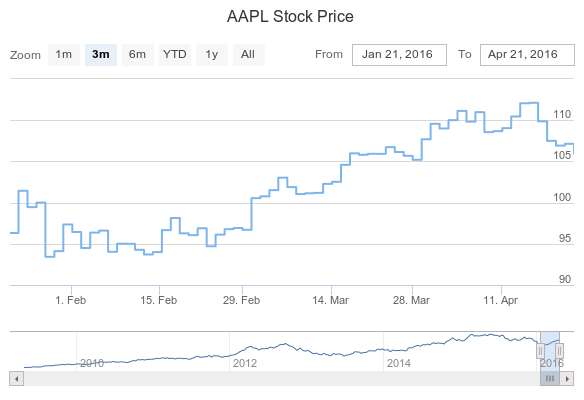 AAPL Stock Price
Zoom 1m 3m 6m YTD 1y All From Jan 21, 2016 To Apr 21, 2016
110
105
100
95
90
1. Feb 15. Feb 29. Feb 14. Mar 28. Mar 11. Apr
2010 2012 2014 2016